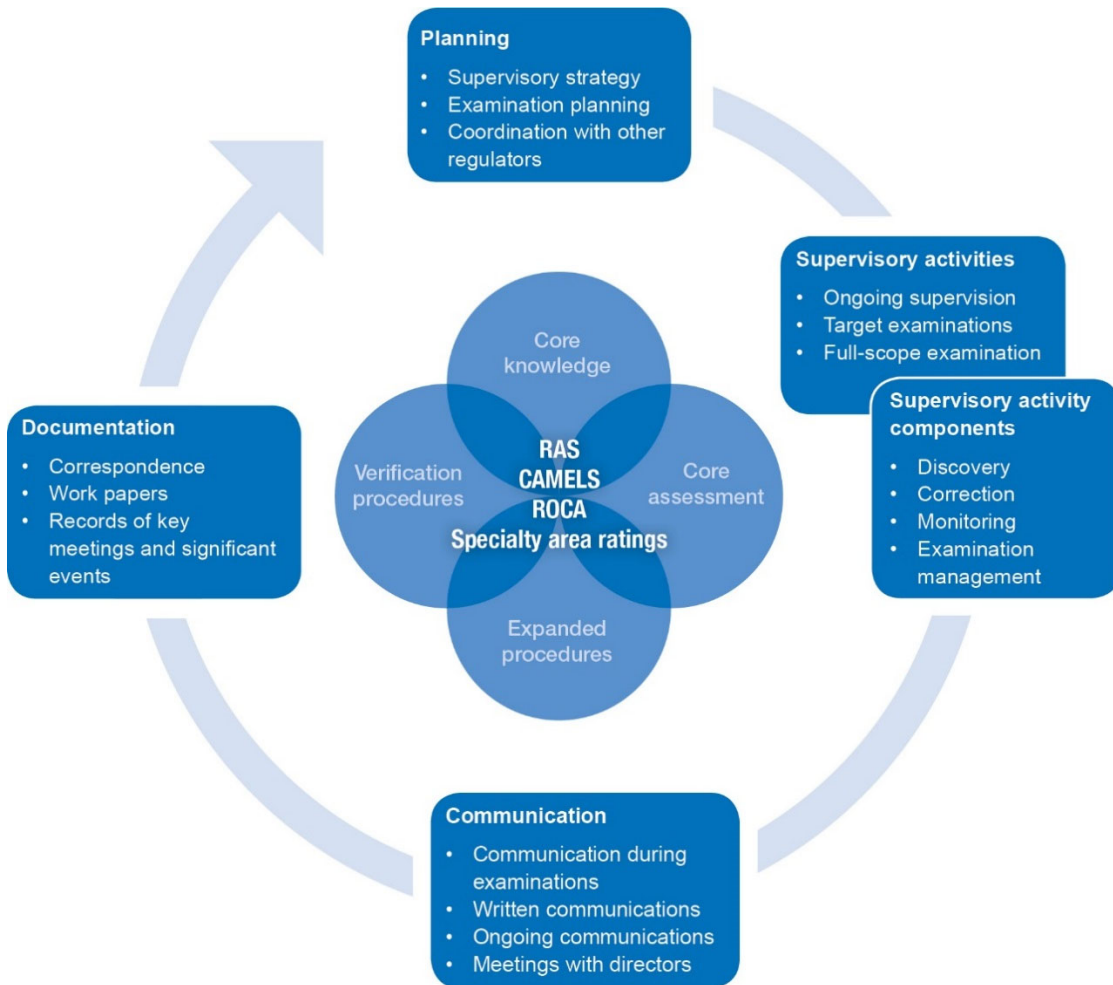 Planning
• Supervisory strategy
• Examination planning
• Coordination with other
regulators
Supervisory activities
• Ongoing supervision
• Target examinations
• Full-scope examination
Supervisory activity
components
• Discovery
• Correction
• Monitoring
• Examination
management
Communication
• Communication during
examinations
• Written communications
• Ongoing communications
• Meetings with directors
Documentation
• Correspondence
• Work papers
• Records of key
meetings and significant
events
Core
knowledge
Verification
procedures
RAS
CAMELS
ROCA
Specialty area ratings
Core
assessment
Expanded
procedures